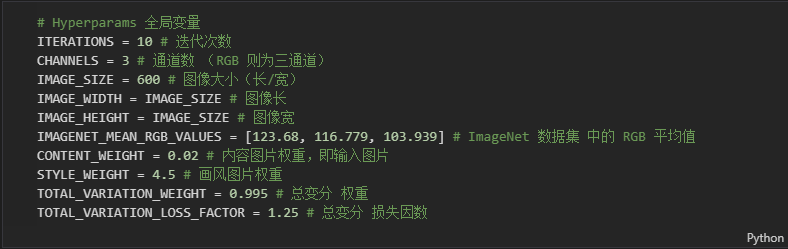 # Hyperparams 全局变量
ITERATIONS = 10 # 迭代次数
CHANNELS = 3 # 通道数 （RGB 则为三通道）
IMAGE_SIZE = 600 # 图像大小（长/宽）
IMAGE_WIDTH = IMAGE_SIZE # 图像长
IMAGE_HEIGHT = IMAGE_SIZE # 图像宽
IMAGENET_MEAN_RGB_VALUES = [123.68, 116.779, 103.939] # ImageNet 数据集 中的 RGB 平均值
CONTENT_WEIGHT = 0.02 # 内容图片权重，即输入图片
STYLE_WEIGHT = 4.5 # 画风图片权重
TOTAL_VARIATION_WEIGHT = 0.995 # 总变分 权重
TOTAL_VARIATION_LOSS_FACTOR = 1.25 # 总变分 损失因数
Python